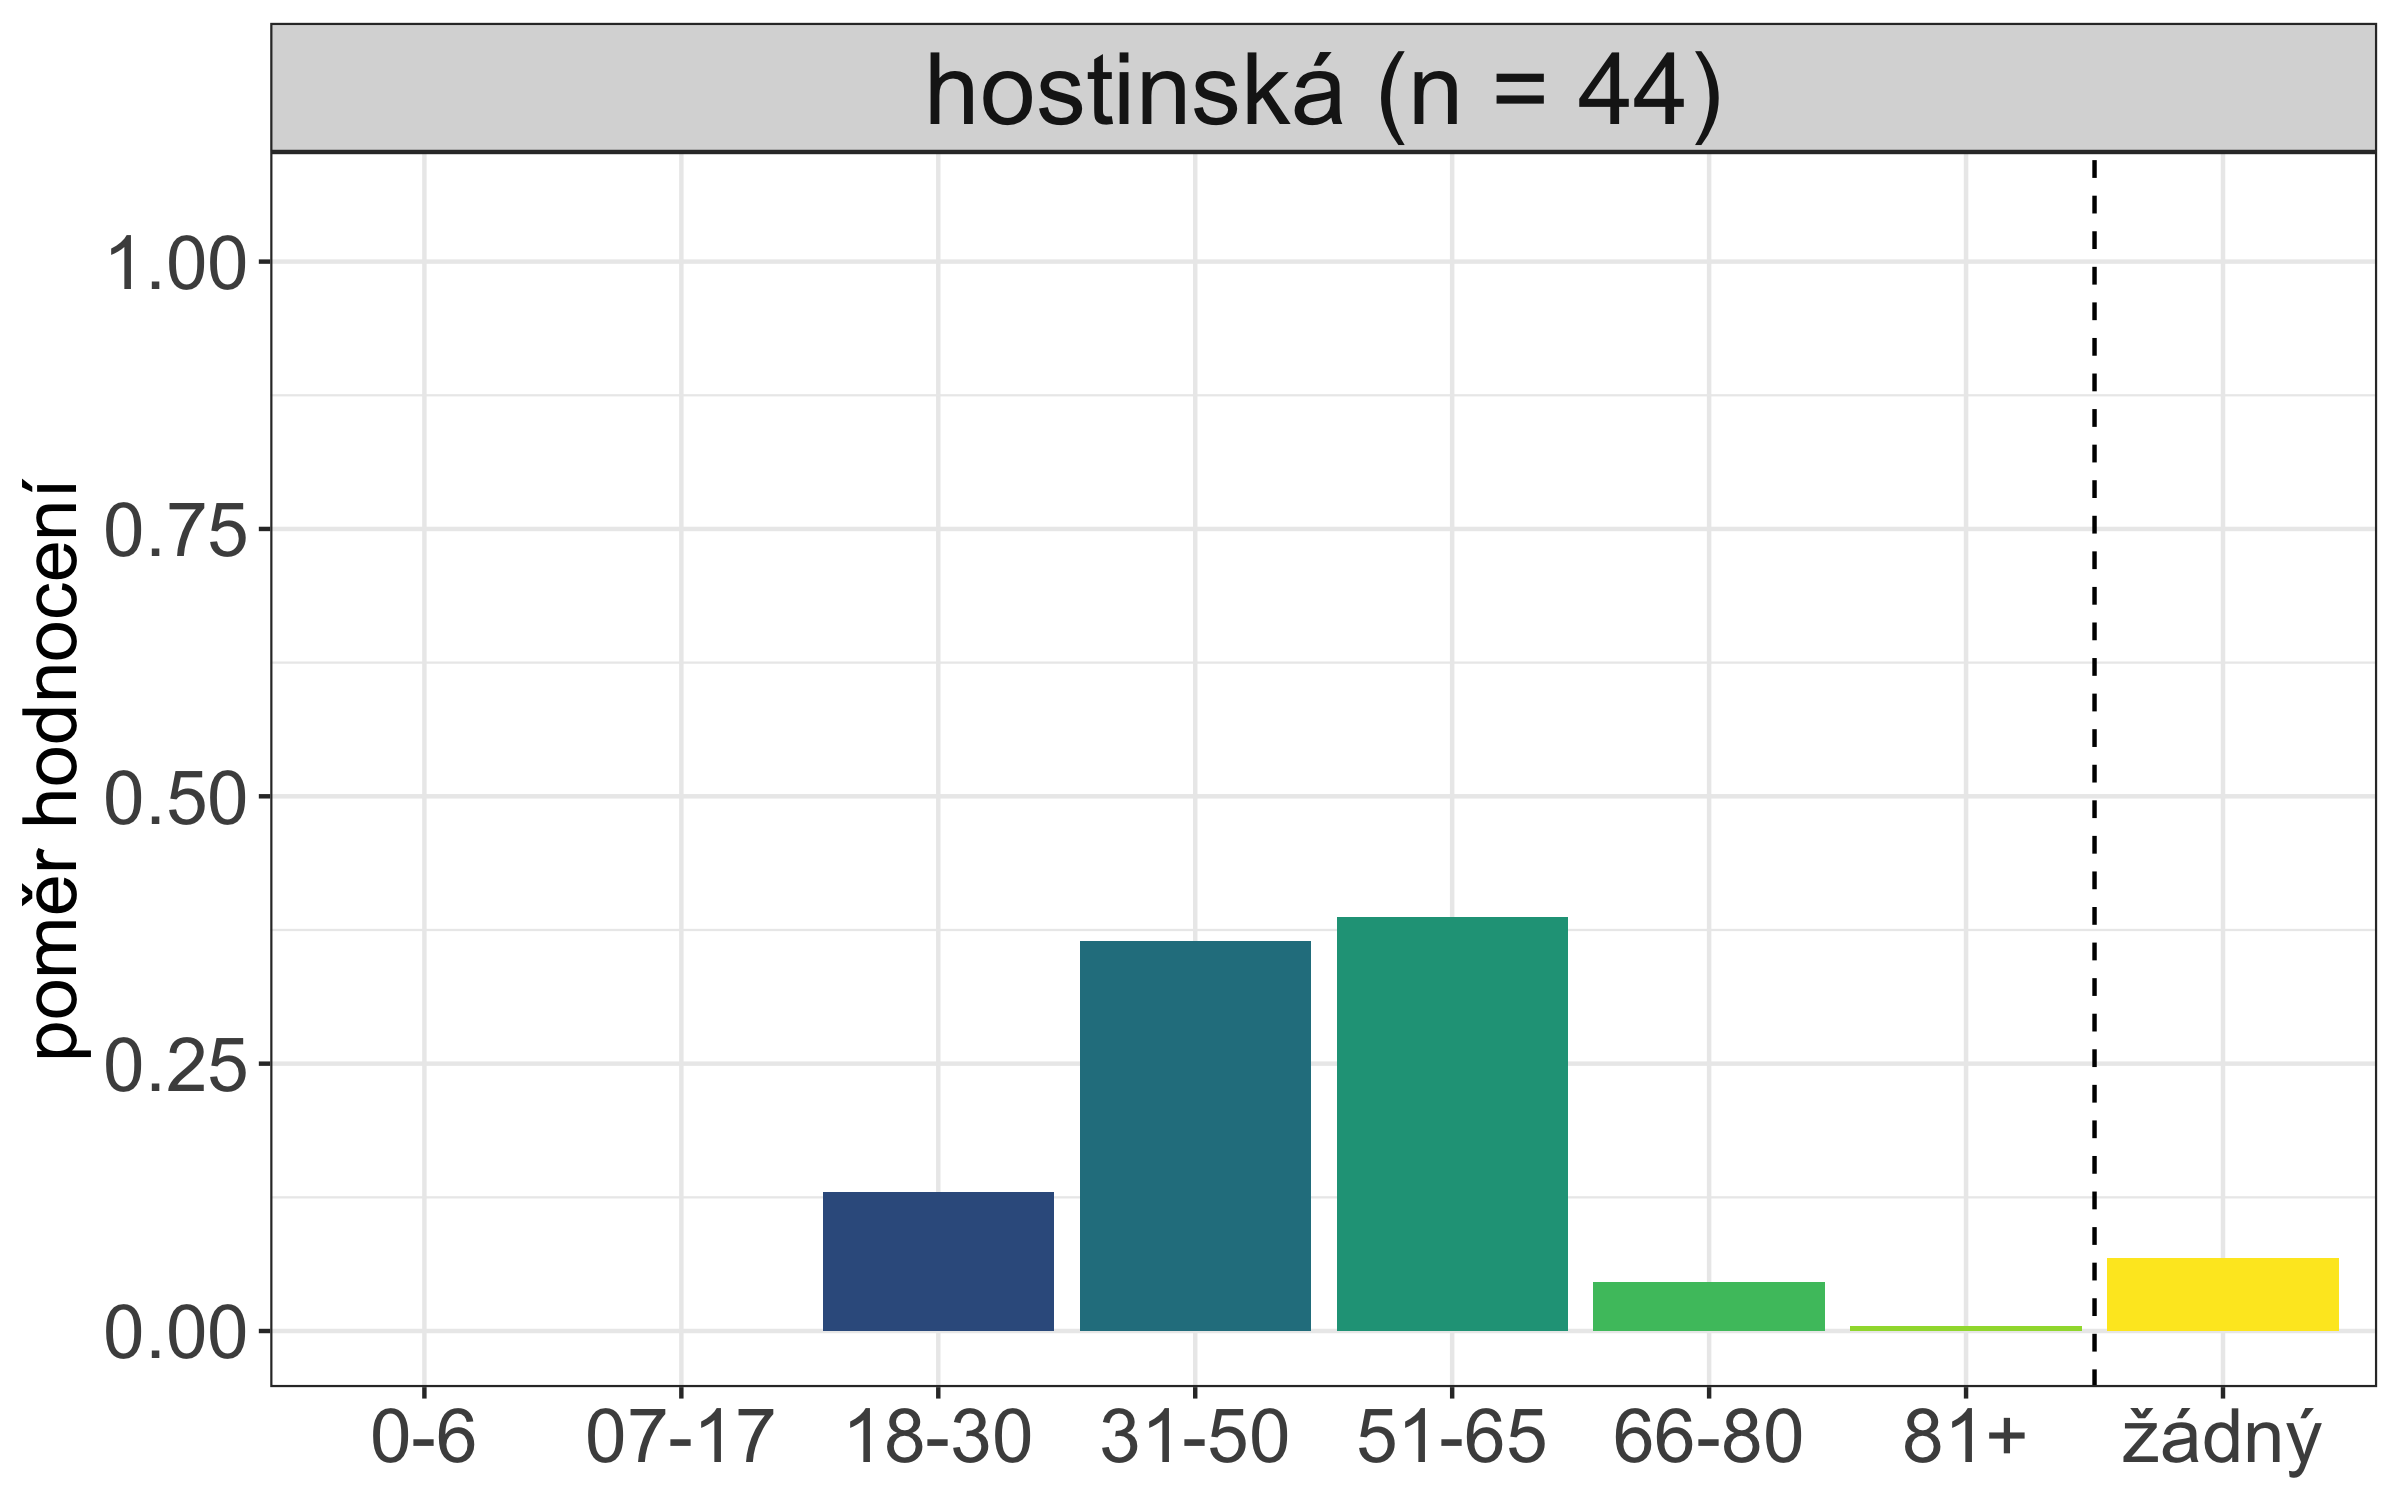 hostinská (n = 44)
poměr hodnocení
1.00
0.75
0.50
0.25
0.00
0-6 07-17 18-30 31-50 51-65 66-80 81+ žádný